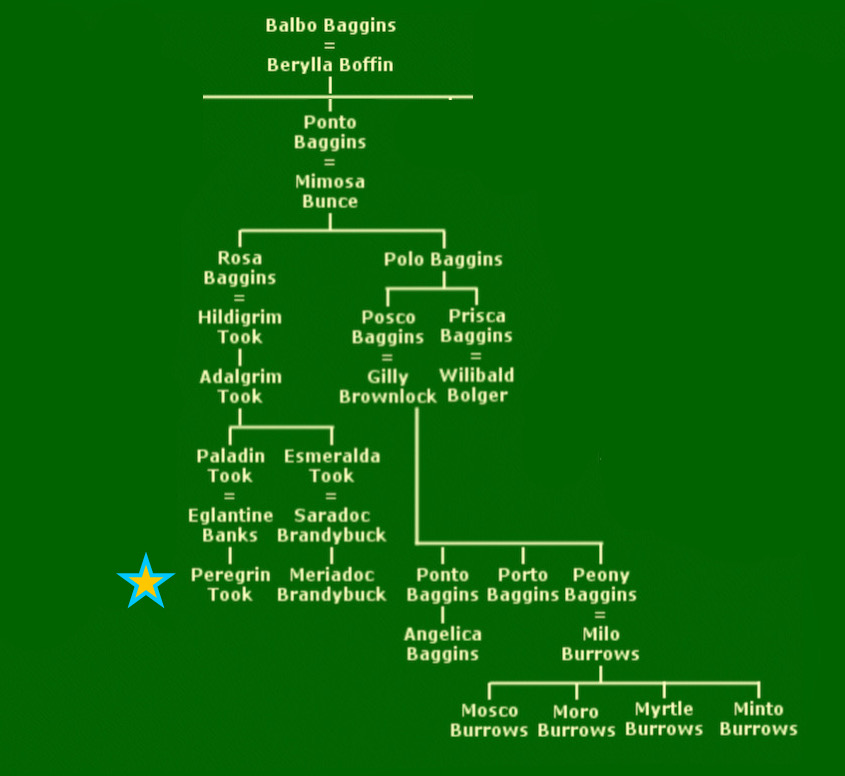 Balbo Baggins
=
Berylla Boffin
Ponto
Baggins
=
Mimosa
Bunce
Rosa
Baggins
=
Hildigrim
Took
Adalgrim
Took
Polo Baggins
Posco
Baggins
=
Gilly
Brownlock
Prisca
Baggins
=
Wilibald
Bolger
Paladin
Took
=
Eglantine
Banks
Peregrin
Took
Esmeralda
Took
=
Saradoc
Brandybuck
Meriadoc
Brandybuck
Ponto
Baggins
Angelica
Baggins
Porto
Baggins
Peony
Baggins
=
Milo
Burrows
Mosco
Burrows
Moro
Burrows
Myrtle
Burrows
Minto
Burrows